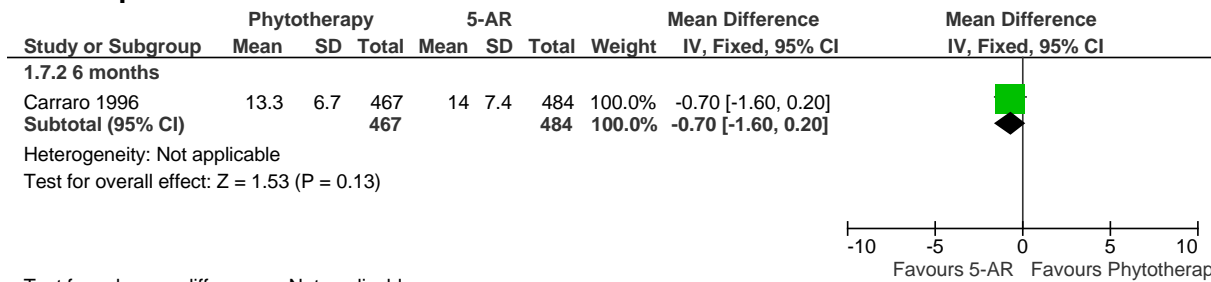 Phytotherapy 5-AR Mean Difference Mean Difference
Study or Subgroup Mean SD Total Mean SD Total Weight IV, Fixed, 95% CI IV, Fixed, 95% CI
1.7.2 6 months
Carraro 1996 13.3 6.7 467 14 7.4 484 100.0% -0.70 [-1.60, 0.20]
Subtotal (95% CI) 467 484 100.0% -0.70 [-1.60, 0.20]
Heterogeneity: Not applicable
Test for overall effect: Z = 1.53 (P = 0.13)
-10 -5 0 5 10
Favours 5-AR Favours Phytotherap